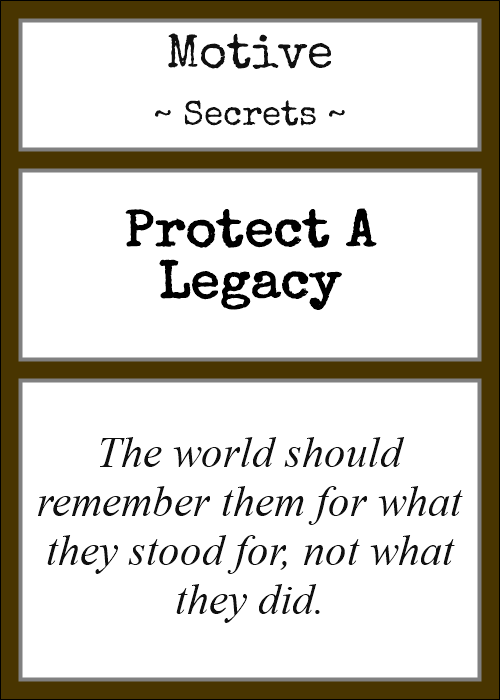 Motive
~ Secrets ~
Protect A
Legacy
The world should
remember them for what
they stood for, not what
they did.